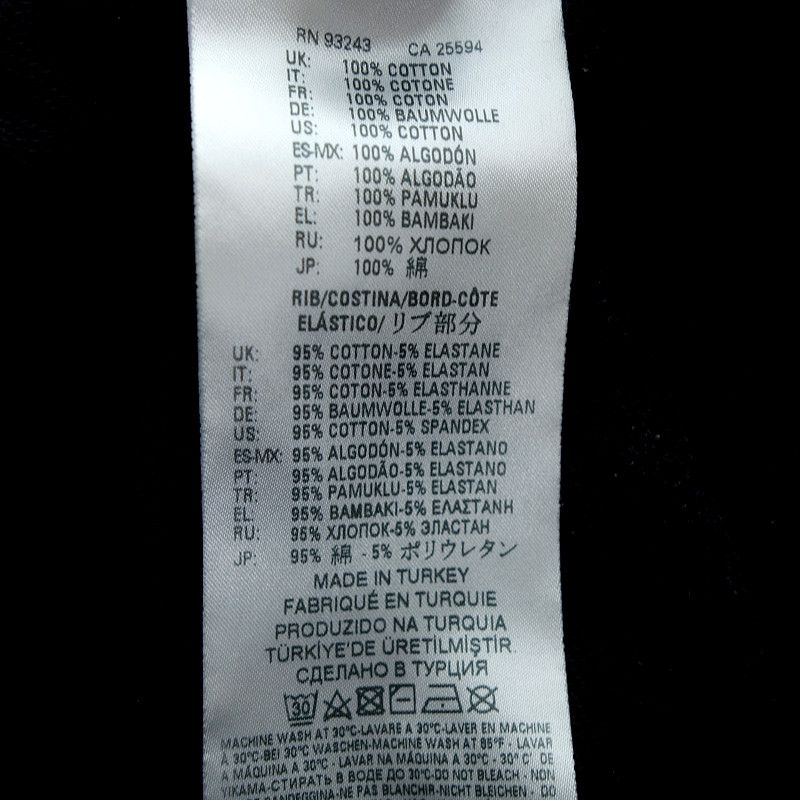 RN 93243 CA 25594
UK: 100% COTTON
IT: 100% COTONE
FR: 100% COTON
DE: 100% BAUMWOLLE
US: 100% COTTON
ES-MX: 100% ALGODÓN
PT: 100% ALGODÃO
TR: 100% PAMUKLU
EL: 100% BAMBAKI
RU: 100% ХЛОПОК
JP: 100% 綿
RIB/COSTINA/BORD-CÔTE
ELÁSTICO/リブ部分
UK: 95% COTTON-5% ELASTANE
IT: 95% COTONE-5% ELASTAN
FR: 95% COTON-5% ELASTHANNE
DE: 95% BAUMWOLLE-5% ELASTHAN
US: 95% COTTON-5% SPANDEX
ES-MX: 95% ALGODÓN-5% ELASTANO
PT: 95% ALGODÃO-5% ELASTANO
TR: 95% PAMUKLU-5% ELASTAN
EL: 95% BAMBAKI-5% ΕΛΑΣΤΑΝΗ
RU: 95% ХЛОПОК-5% ЭЛАСТАН
JP: 95% 綿 - 5% ポリウレタン
MADE IN TURKEY
FABRIQUÉ EN TURQUIE
PRODUZIDO NA TURQUIA
TÜRKİYE'DE ÜRETİLMİŞTİR.
СДЕЛАНО В ТУРЦИЯ
30
MACHINE WASH AT 30°C-LAVARE A 30°C-LAVER EN MACHINE
A 30°C-BEI 30°C WASCHEN-MACHINE WASH AT 85°F - LAVAR
A MÁQUINA A 30°C - LAVAR NA MÁQUINA A 30°C - 30° C' DE
YIKAMA-СТИРАТЬ В ВОДЕ ДО 30°C-DO NOT BLEACH - NON
CANDEGGINA-NE PAS BLANCHIR-NICHT BLEICHEN - DO